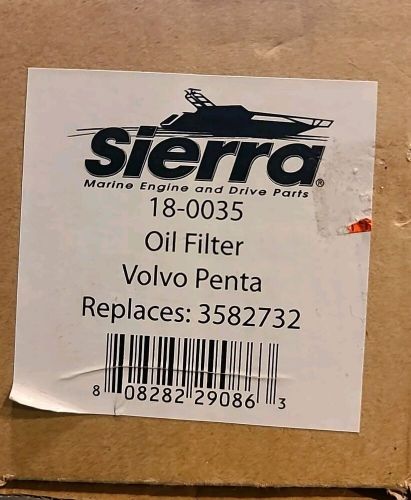 Sierra®
Marine Engine and Drive Parts
18-0035
Oil Filter
Volvo Penta
Replaces: 3582732
8 08282 29086 3